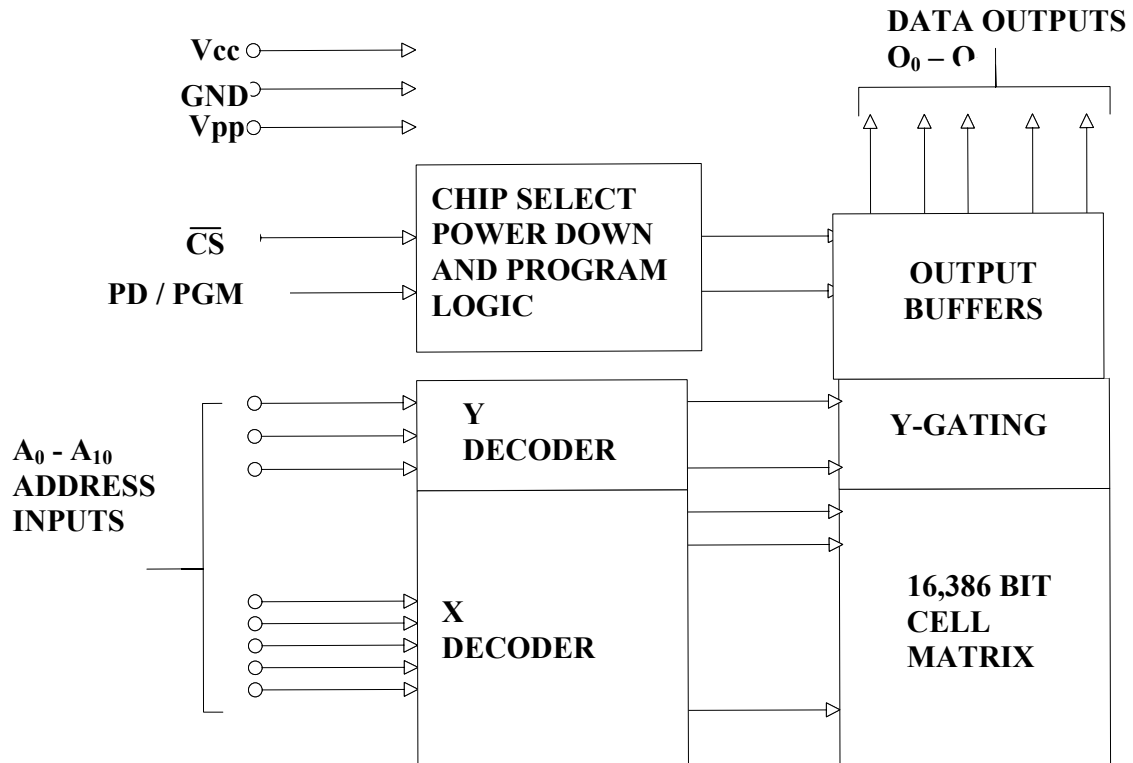 DATA OUTPUTS
O₀ – O
Vcc
GND
Vpp
CHIP SELECT
POWER DOWN
AND PROGRAM
LOGIC
C̅S̅
PD / PGM
OUTPUT
BUFFERS
Y
DECODER
Y-GATING
A₀ - A₁₀
ADDRESS
INPUTS
X
DECODER
16,386 BIT
CELL
MATRIX